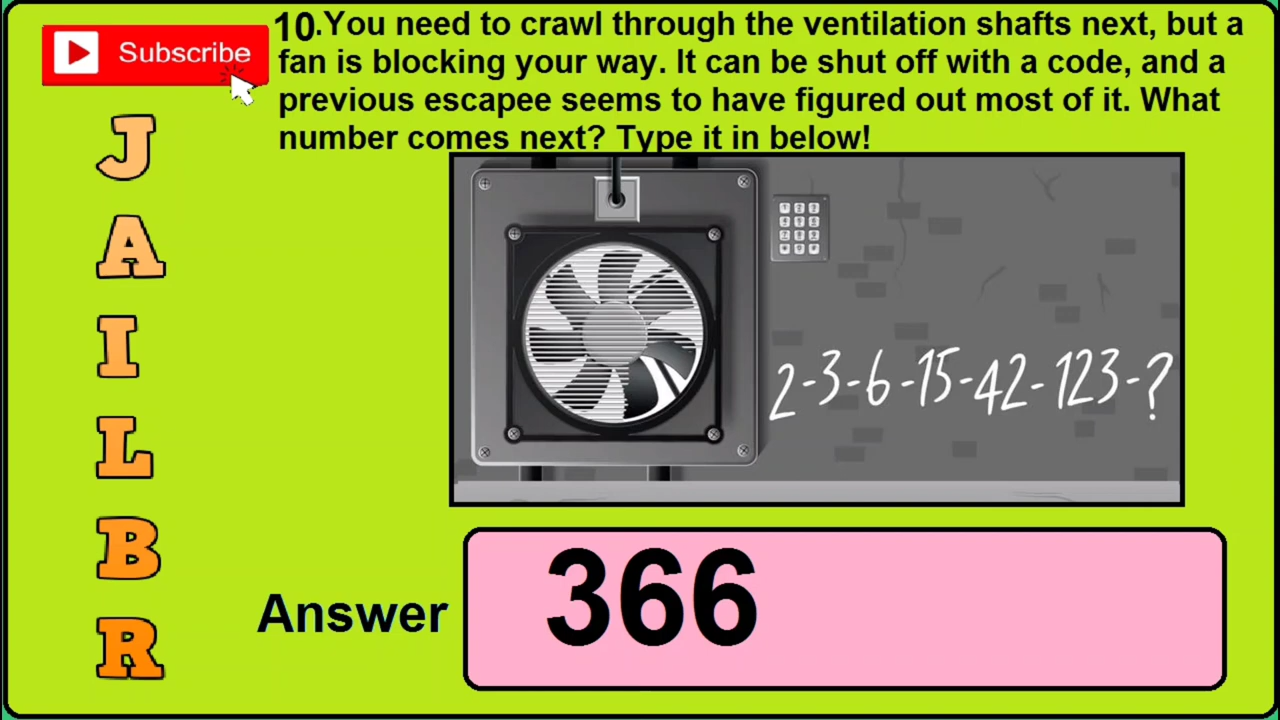 Subscribe
10.You need to crawl through the ventilation shafts next, but a
fan is blocking your way. It can be shut off with a code, and a
previous escapee seems to have figured out most of it. What
number comes next? Type it in below!
J
A
I
L
B
R
2-3-6-15-42-123-?
Answer
366